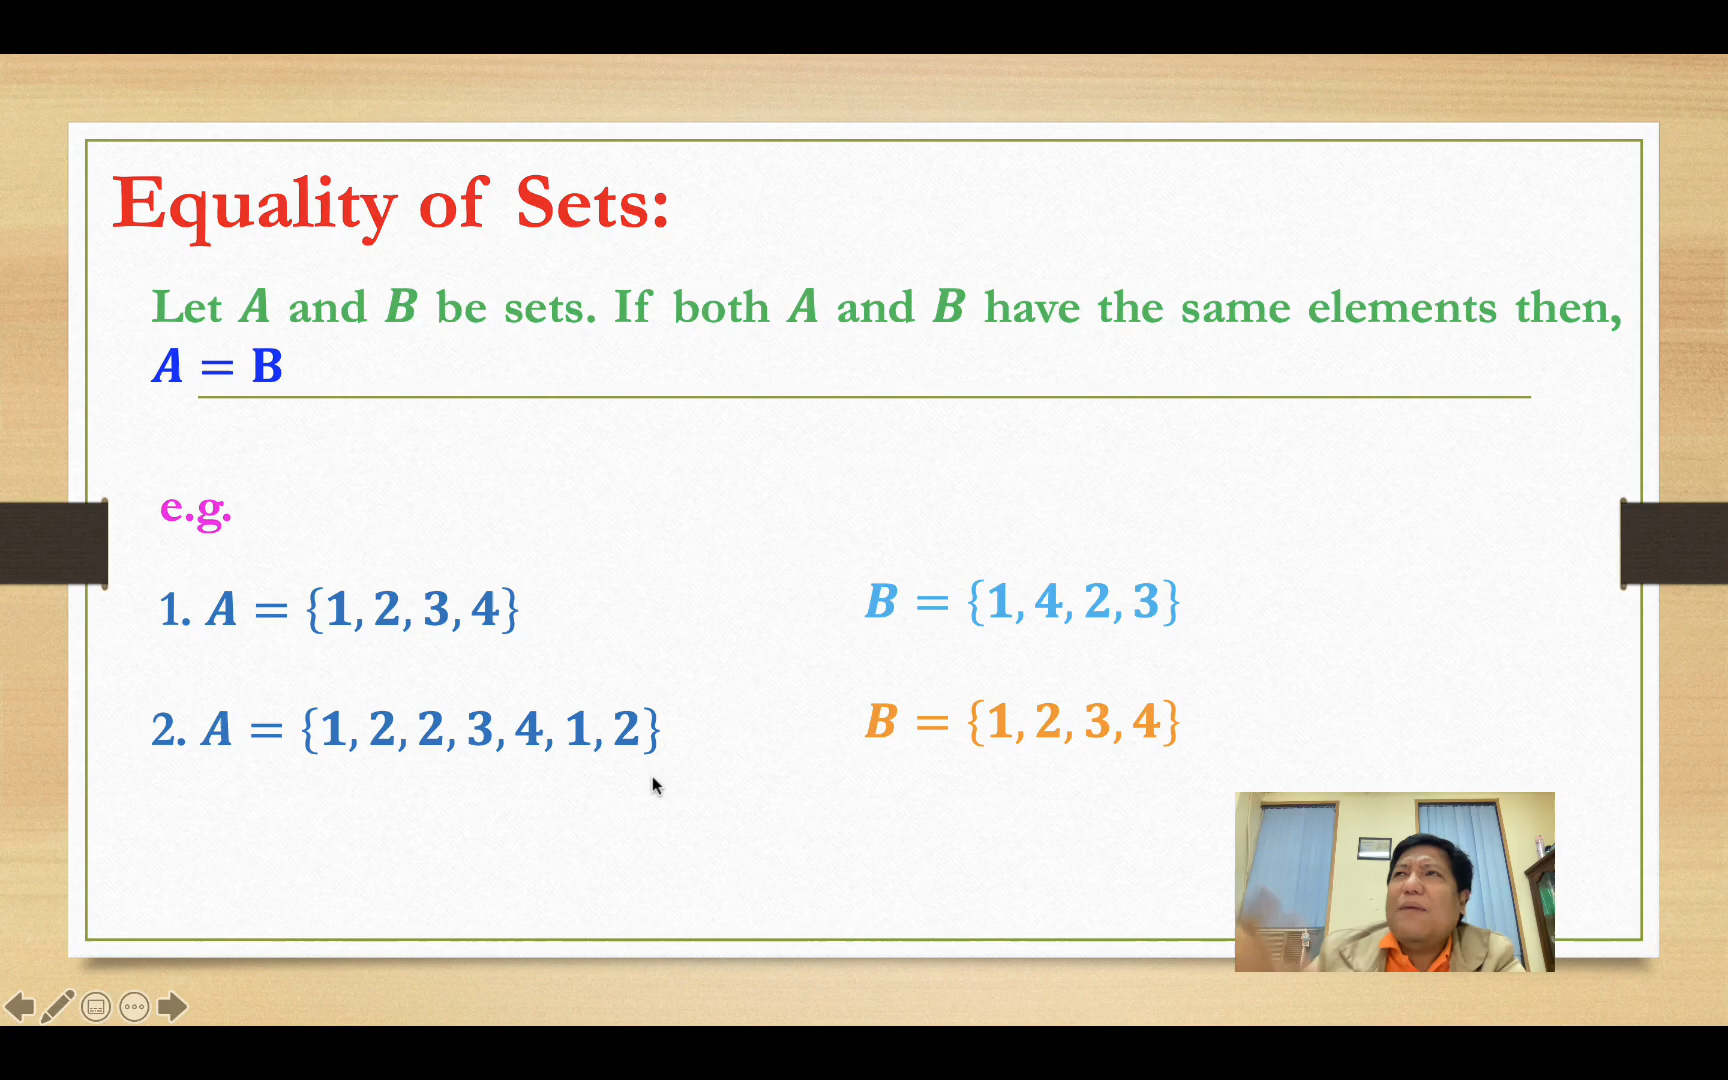 Equality of Sets:
Let A and B be sets. If both A and B have the same elements then,
A = B
e.g.
1. A = {1, 2, 3, 4}
B = {1, 4, 2, 3}
2. A = {1, 2, 2, 3, 4, 1, 2}
B = {1, 2, 3, 4}